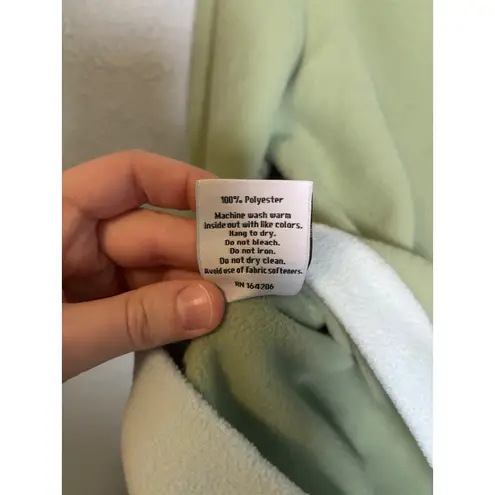 100% Polyester
Machine wash warm
inside out with like colors.
Hang to dry.
Do not bleach.
Do not iron.
Do not dry clean.
Avoid use of fabric softeners.
RN 164206